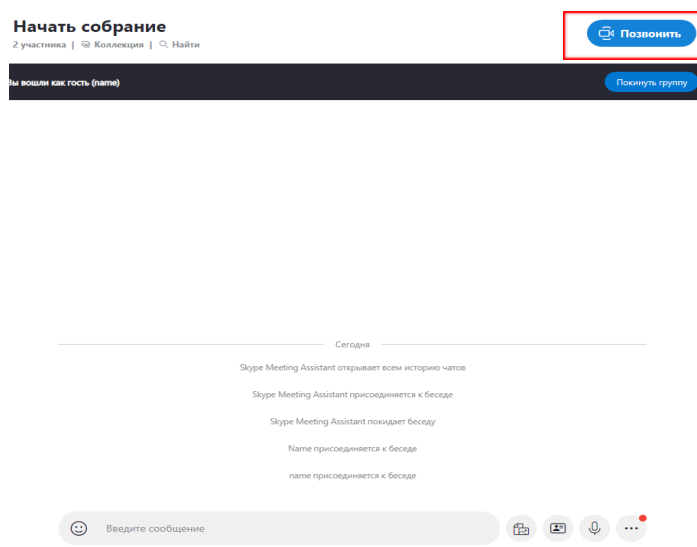 Начать собрание
Позвонить
2 участника | Коллекция | Найти
Вы вошли как гость (name)
Покинуть группу
Сегодня
Skype Meeting Assistant открывает всем историю чатов
Skype Meeting Assistant присоединяется к беседе
Skype Meeting Assistant покидает беседу
Name присоединяется к беседе
name присоединяется к беседе
Введите сообщение